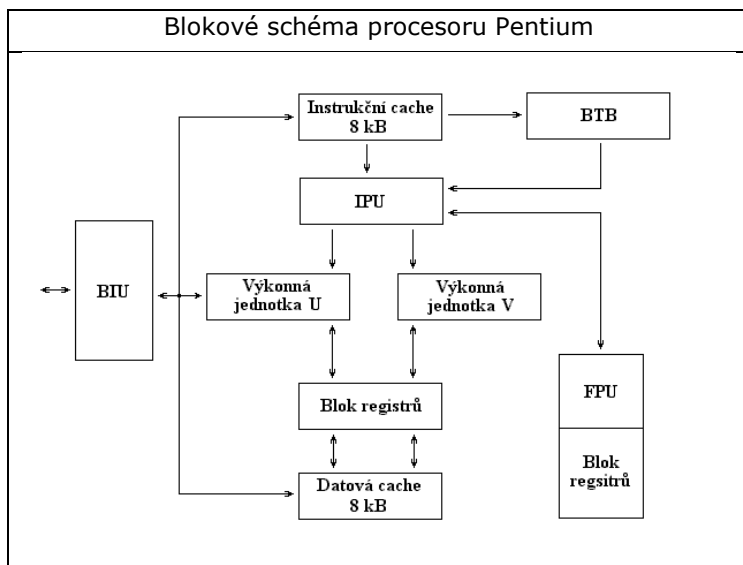 Blokové schéma procesoru Pentium
Instrukční cache
8 kB
BTB
IPU
BIU
Výkonná
jednotka U
Výkonná
jednotka V
Blok registrů
FPU
Blok
regsitrů
Datová cache
8 kB